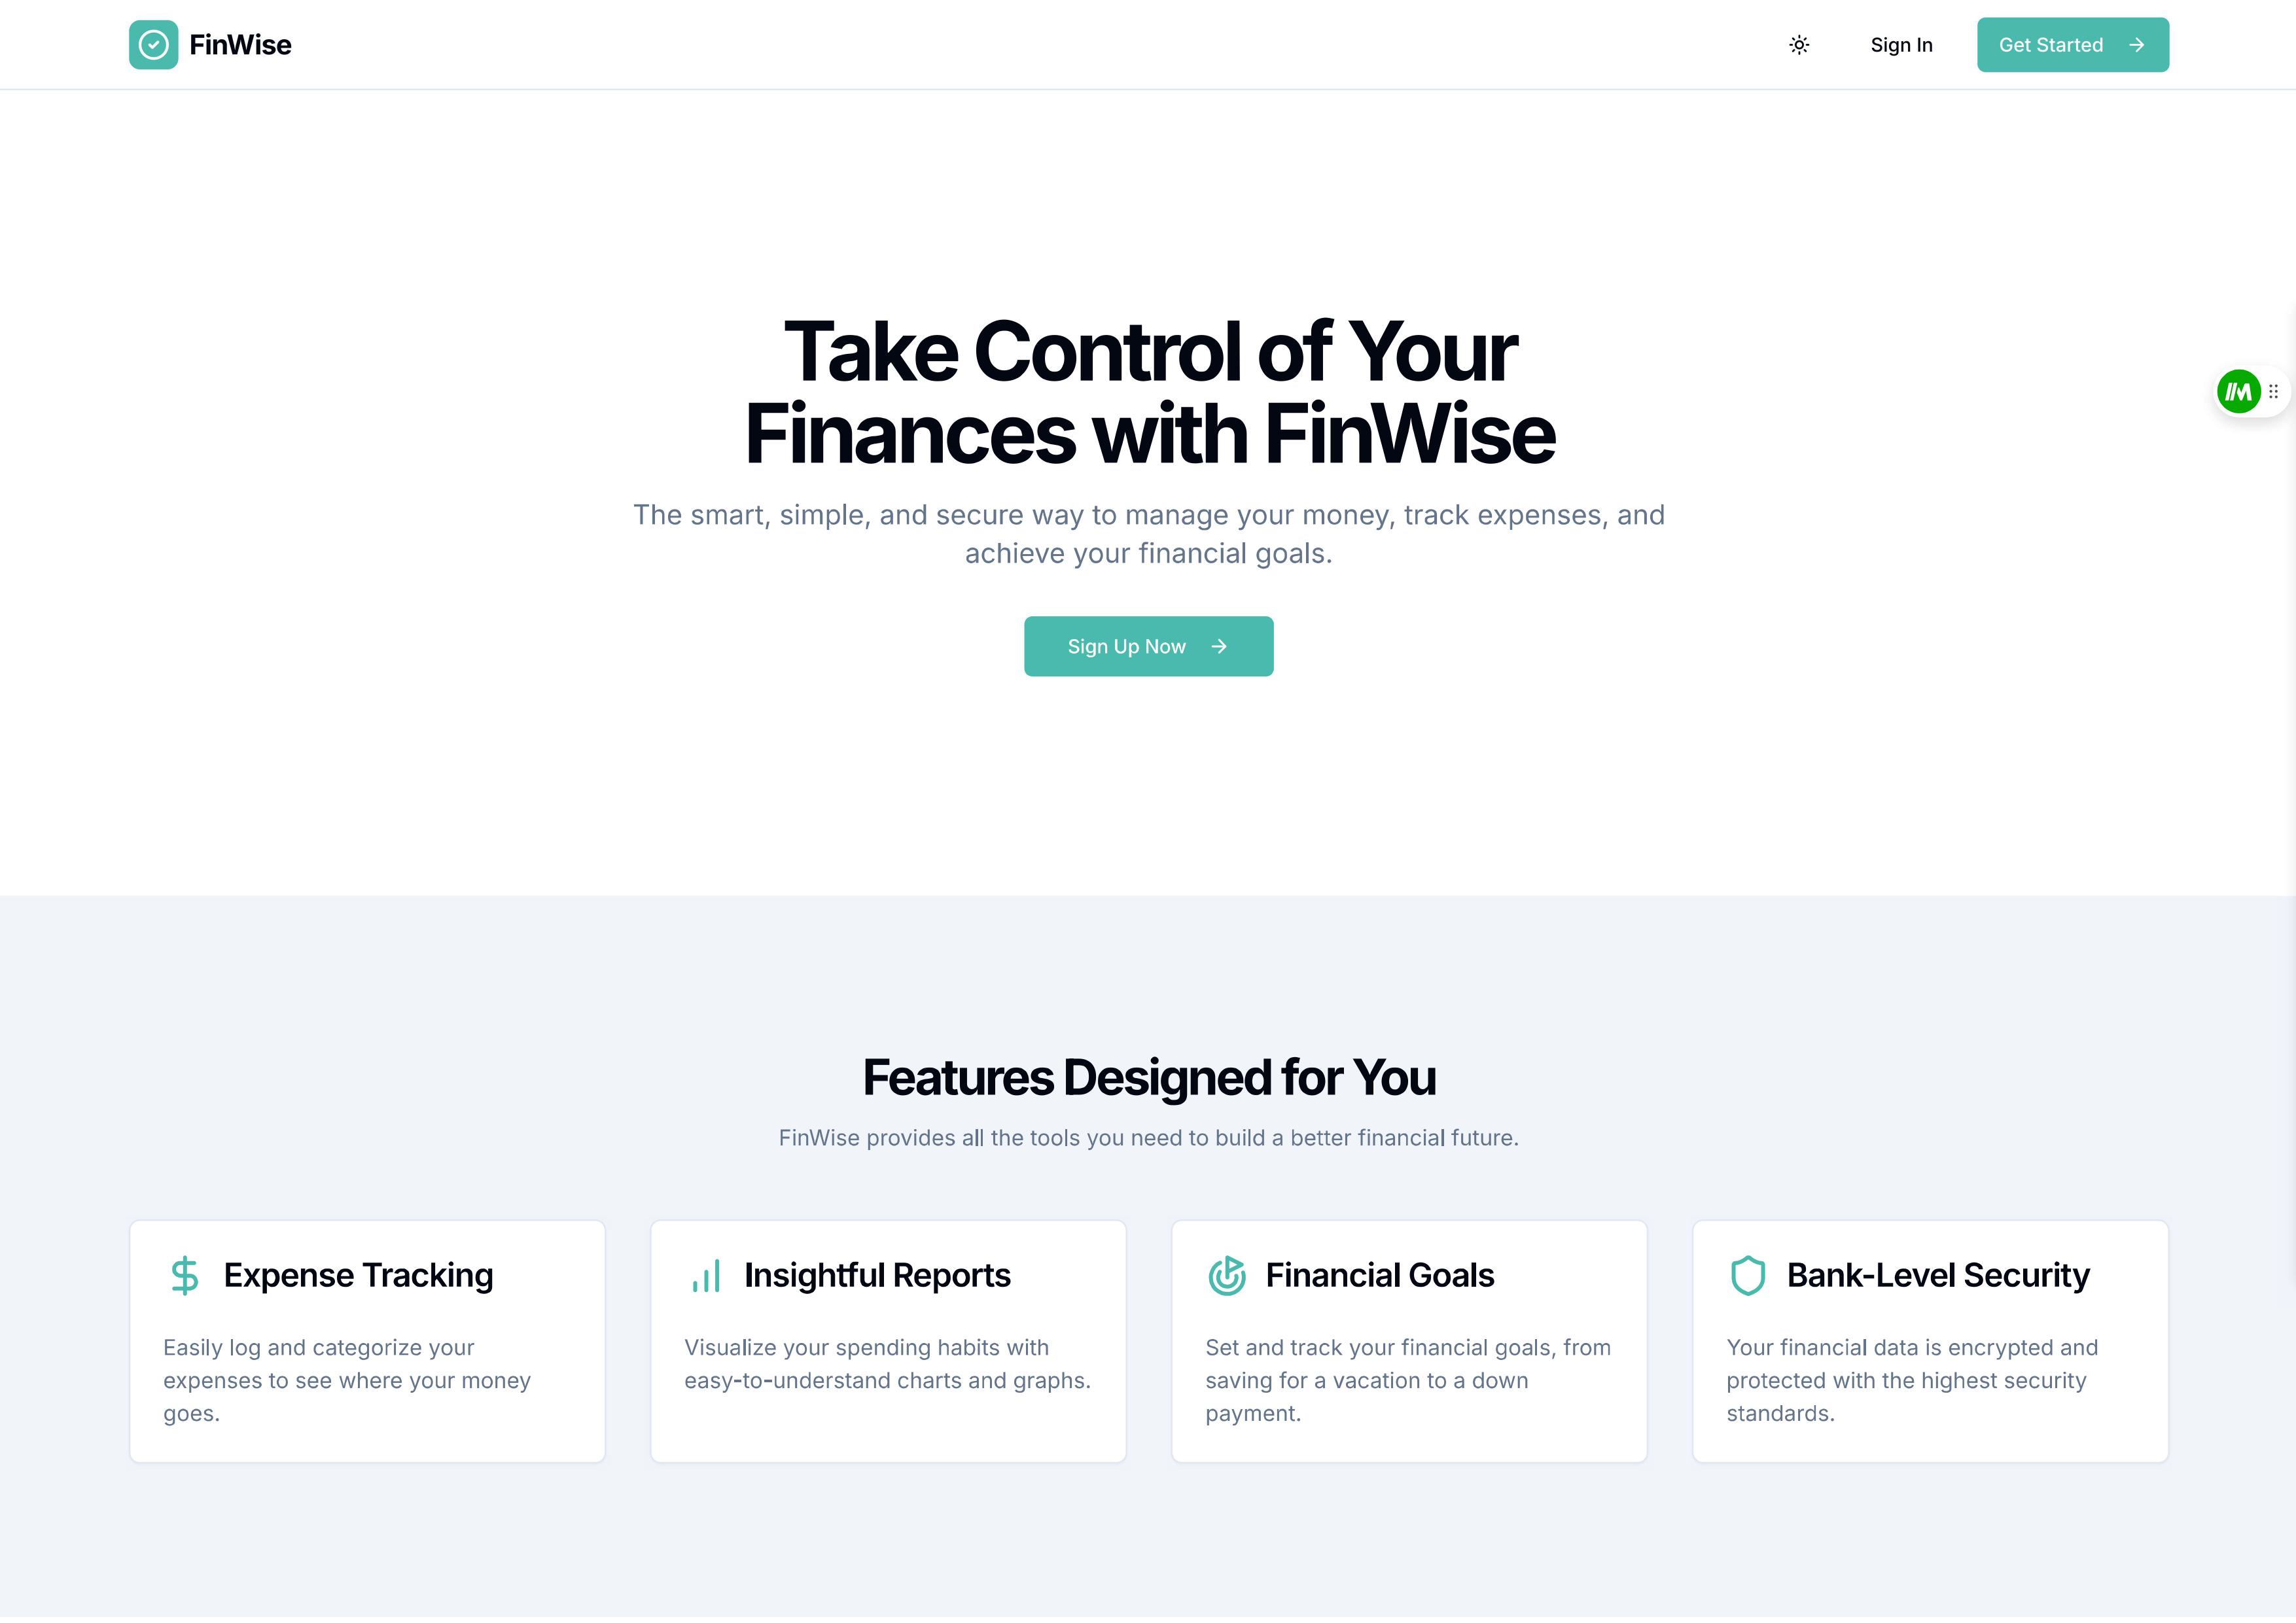 FinWise
Sign In
Get Started
Take Control of Your
Finances with FinWise
The smart, simple, and secure way to manage your money, track expenses, and
achieve your financial goals.
Sign Up Now
Features Designed for You
FinWise provides all the tools you need to build a better financial future.
Expense Tracking
Easily log and categorize your
expenses to see where your money
goes.
Insightful Reports
Visualize your spending habits with
easy-to-understand charts and graphs.
Financial Goals
Set and track your financial goals, from
saving for a vacation to a down
payment.
Bank-Level Security
Your financial data is encrypted and
protected with the highest security
standards.